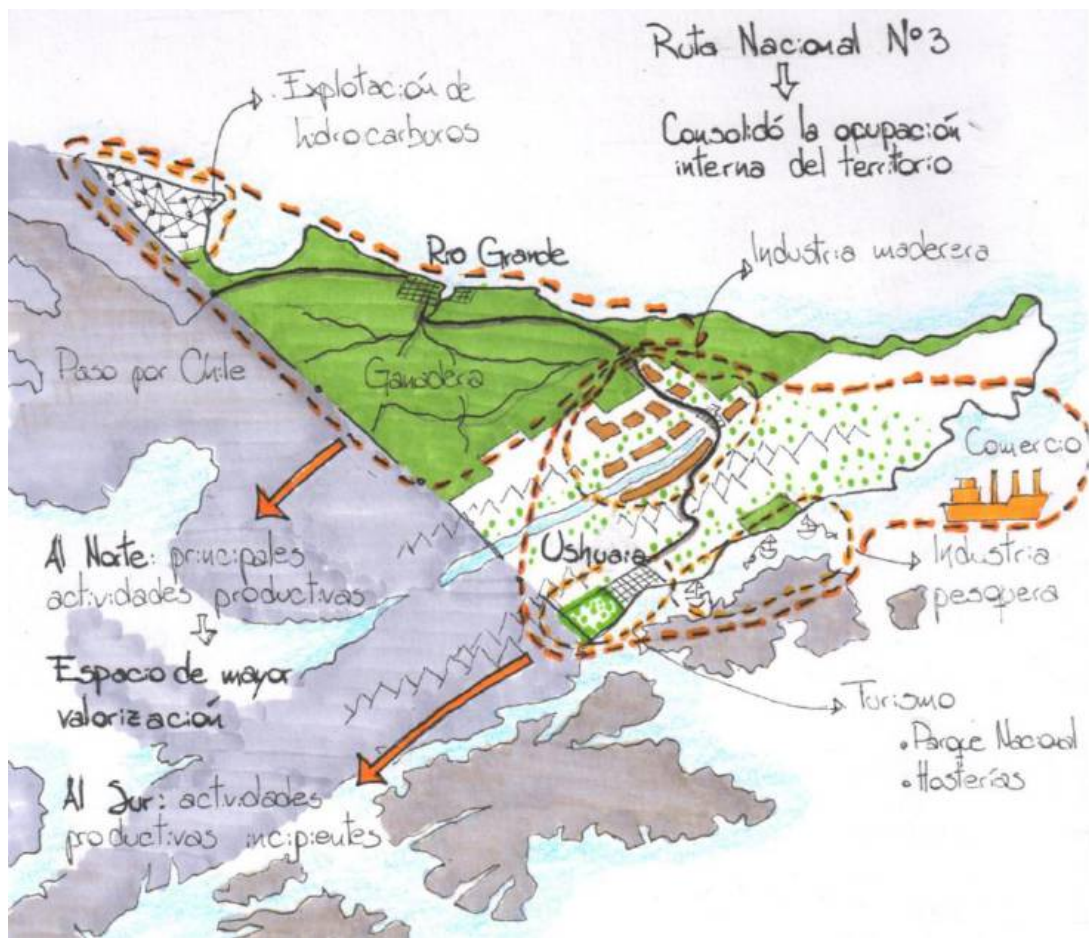 Ruta Nacional Nº3
Consolidó la ocupación
interna del territorio
Explotación de
hidrocarburos
Río Grande
Industria maderera
Paso por Chile
Ganadera
Comercio
Al Norte: principales
actividades productivas
Espacio de mayor
valorización
Ushuaia
Industria
pesquera
Turismo
• Parque Nacional
• Hosterías
Al Sur: actividades
productivas incipientes